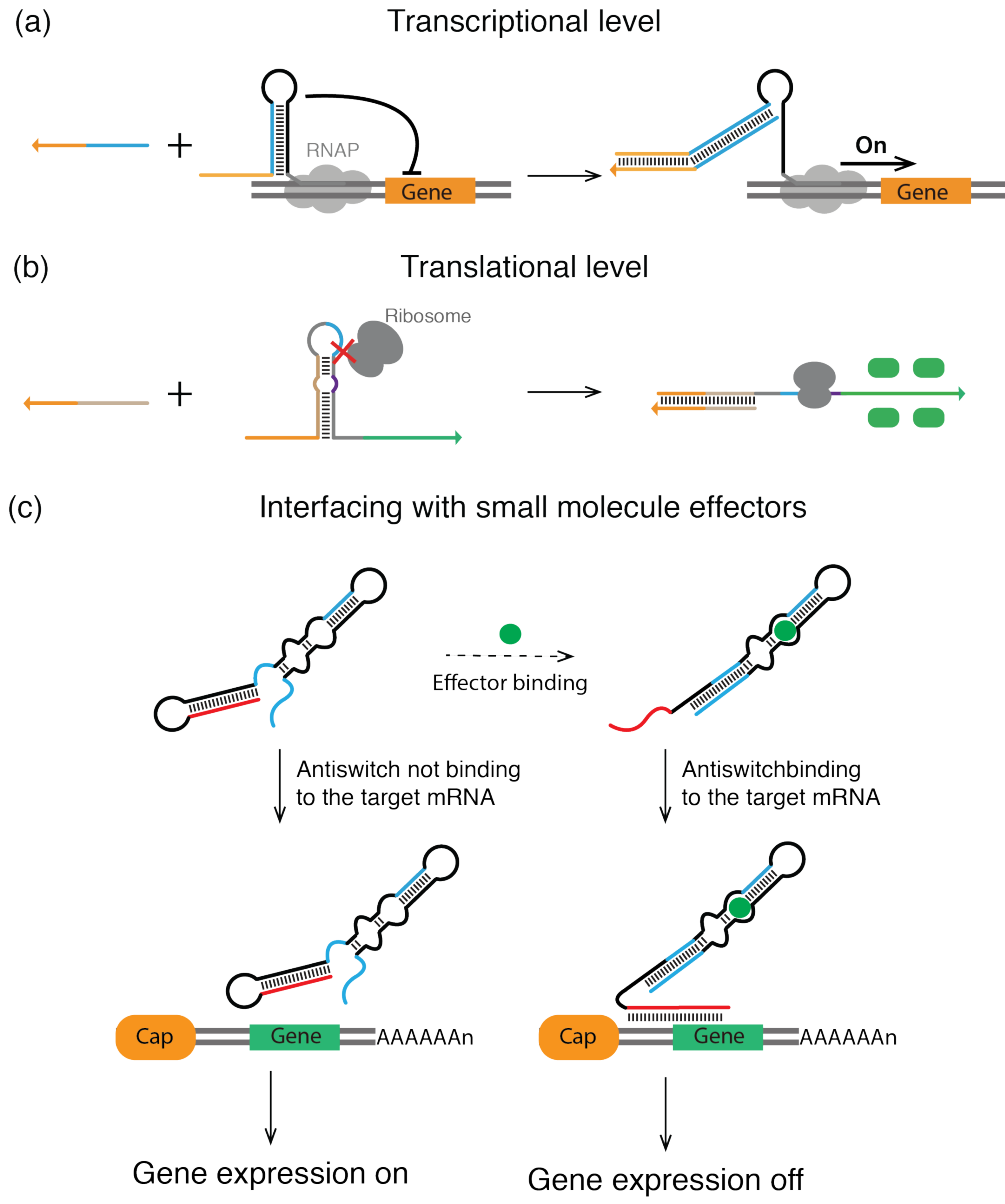 (a)
Transcriptional level
RNAP
Gene
On
Gene
(b)
Translational level
Ribosome
(c)
Interfacing with small molecule effectors
Effector binding
Antiswitch not binding
to the target mRNA
Antiswitchbinding
to the target mRNA
Cap
Gene
AAAAAAn
Cap
Gene
AAAAAAn
Gene expression on
Gene expression off